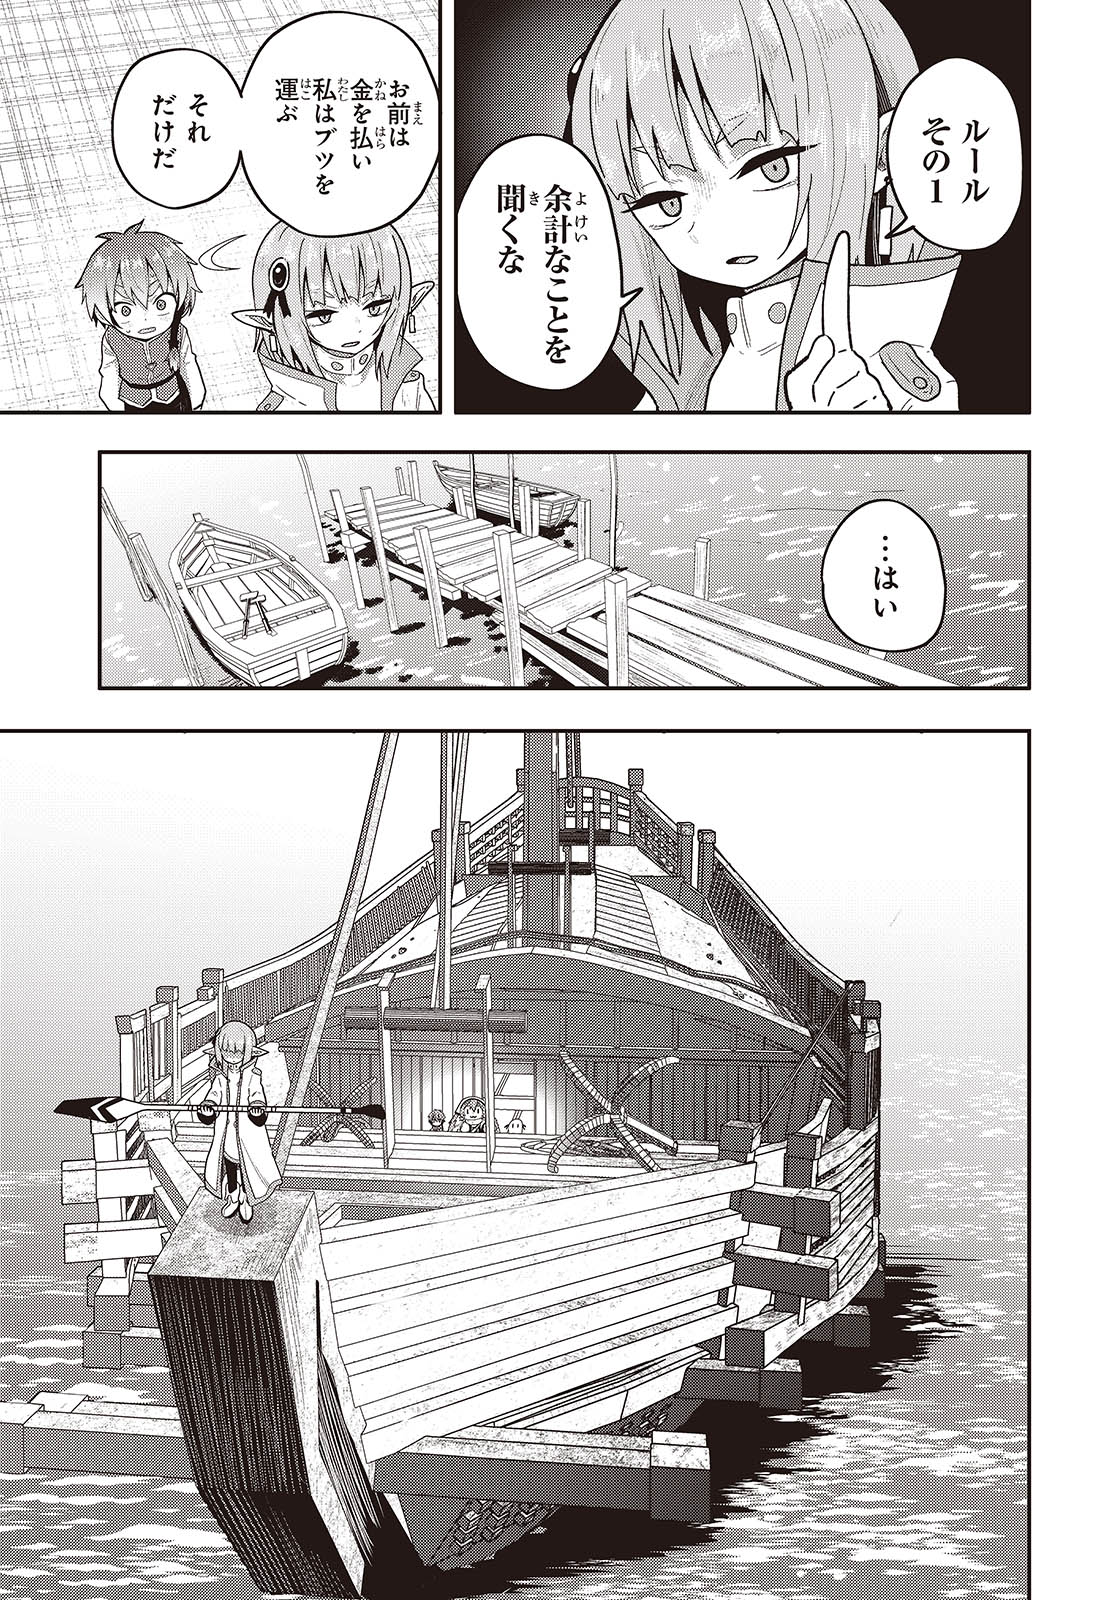 ルール
その1
余計なことを
聞くな
お前は
金を払い
私はブツを
運ぶ
それ
だけだ
…はい